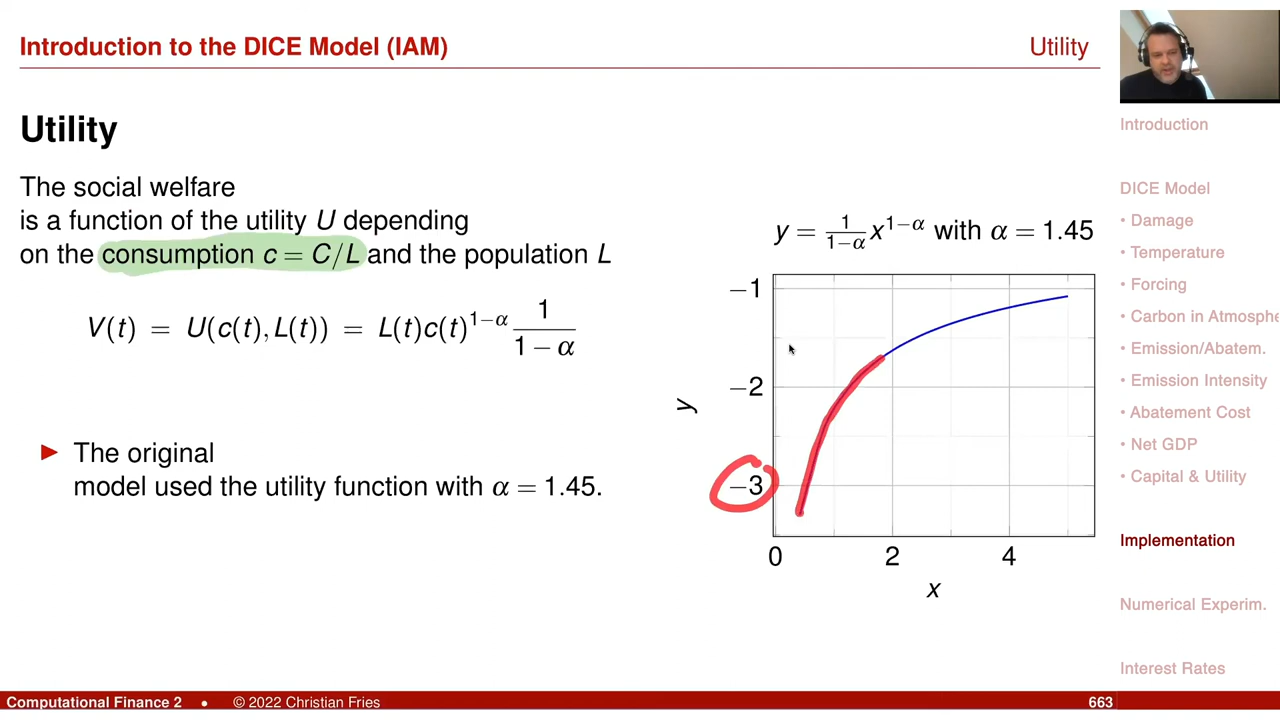 Introduction to the DICE Model (IAM)
Utility
Utility
The social welfare
is a function of the utility U depending
on the consumption c = C/L and the population L
V(t) = U(c(t), L(t)) = L(t)c(t)^{1−α} \frac{1}{1 − α}
► The original
model used the utility function with α = 1.45.
y = \frac{1}{1−α}x^{1−α} with α = 1.45
−1
−2
−3
y
0 2 4
x
Introduction
DICE Model
• Damage
• Temperature
• Forcing
• Carbon in Atmosphe
• Emission/Abatem.
• Emission Intensity
• Abatement Cost
• Net GDP
• Capital & Utility
Implementation
Numerical Experim.
Interest Rates
Computational Finance 2 • © 2022 Christian Fries 663